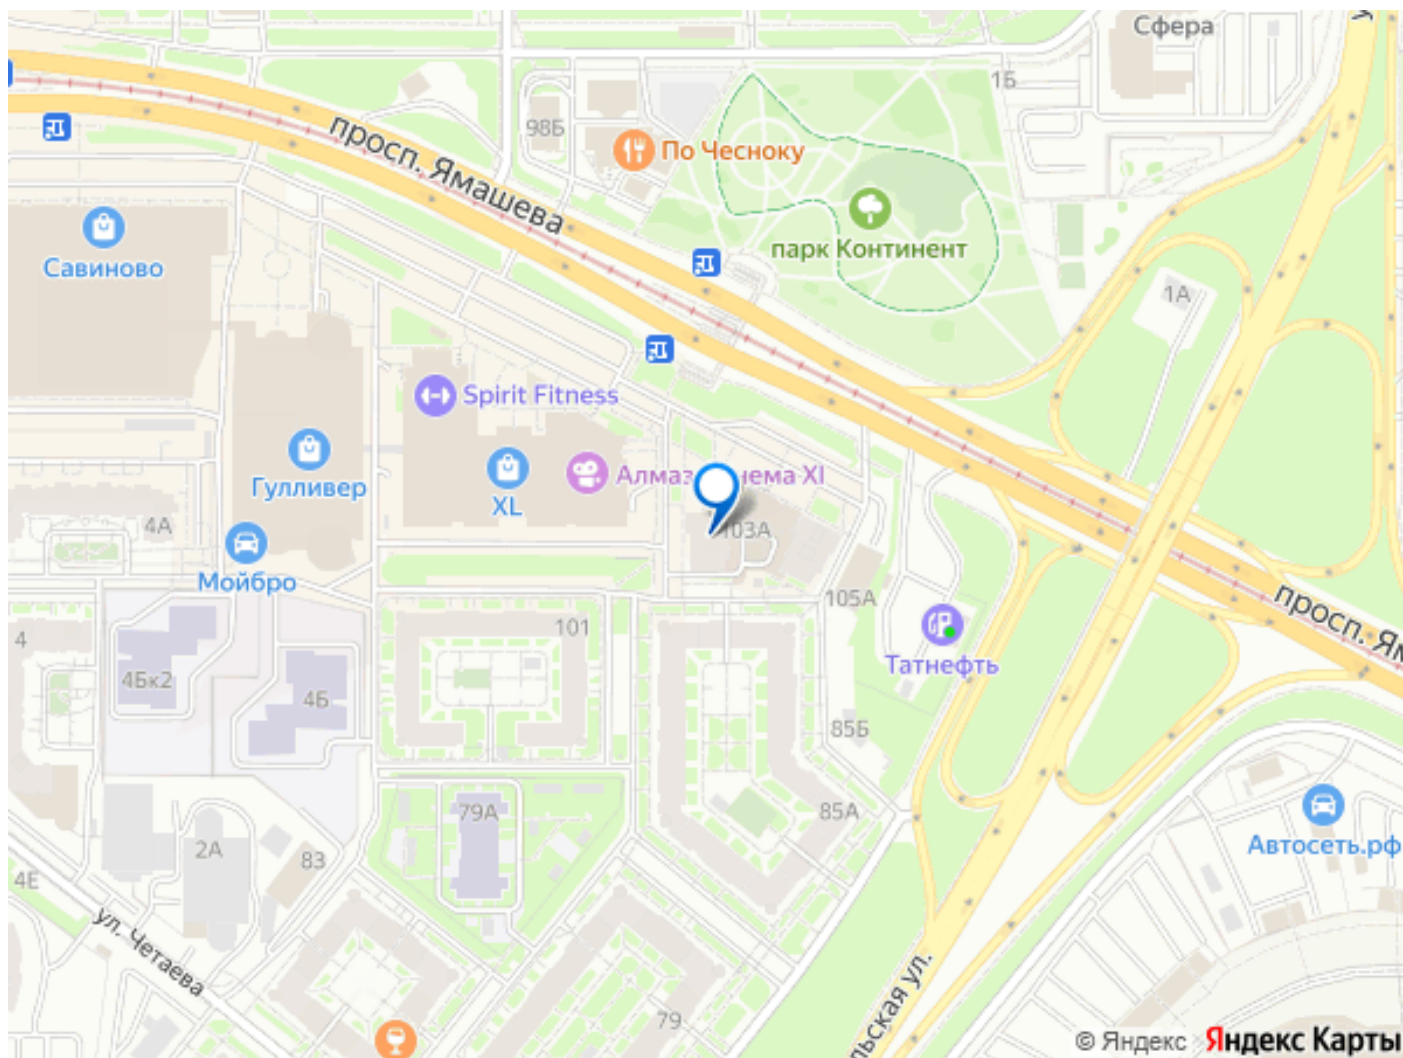 Сфера
1Б
98Б
просп. Ямашева
По Чесноку
парк Континент
Савиново
1А
Spirit Fitness
Гулливер
XL
Алмаз
нема XI
103А
4А
Мойбро
101
105А
просп. Ям
4
4Бк2
4Б
Татнефть
85Б
79А
85А
2А
83
Автосеть.рф
4Е
ул. Четаева
79
льская ул.
© Яндекс
Яндекс Карты